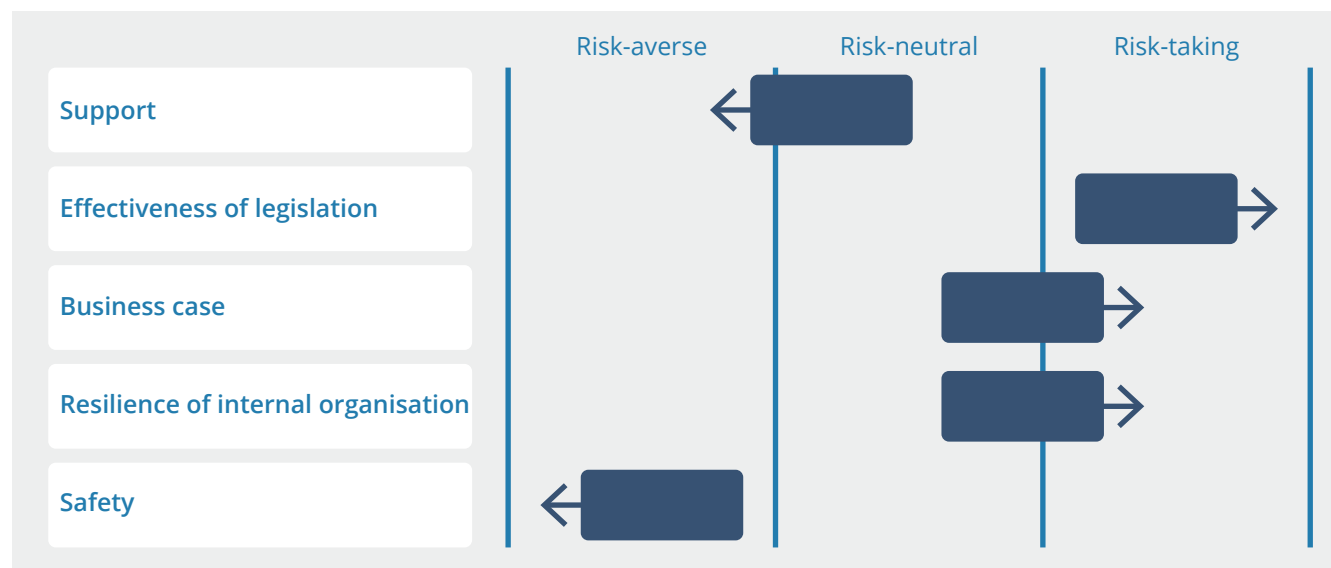 Risk-averse Risk-neutral Risk-taking
Support
Effectiveness of legislation
Business case
Resilience of internal organisation
Safety